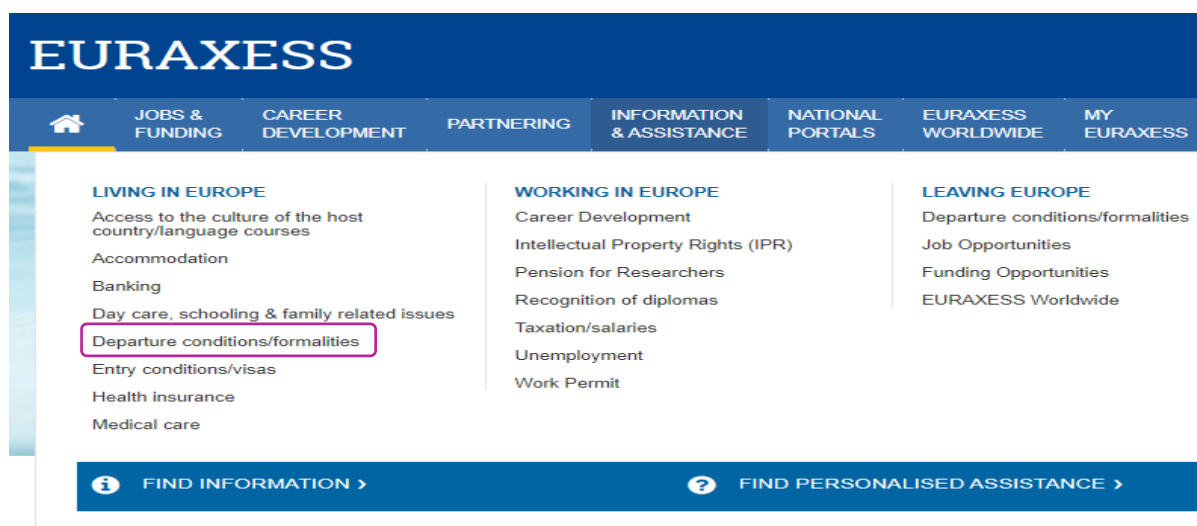 EURAXESS
JOBS &
FUNDING
CAREER
DEVELOPMENT
PARTNERING
INFORMATION
& ASSISTANCE
NATIONAL
PORTALS
EURAXESS
WORLDWIDE
MY
EURAXESS
LIVING IN EUROPE
Access to the culture of the host
country/language courses
Accommodation
Banking
Day care, schooling & family related issues
Departure conditions/formalities
Entry conditions/visas
Health insurance
Medical care
WORKING IN EUROPE
Career Development
Intellectual Property Rights (IPR)
Pension for Researchers
Recognition of diplomas
Taxation/salaries
Unemployment
Work Permit
LEAVING EUROPE
Departure conditions/formalities
Job Opportunities
Funding Opportunities
EURAXESS Worldwide
FIND INFORMATION >
FIND PERSONALISED ASSISTANCE >